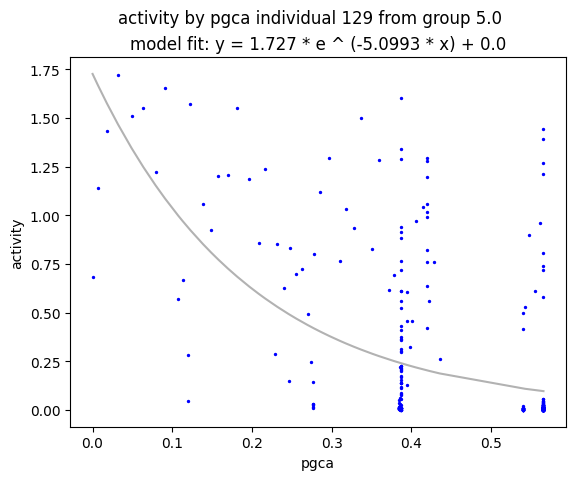 activity by pgca individual 129 from group 5.0
model fit: y = 1.727 * e ^ (-5.0993 * x) + 0.0
1.75
1.50
1.25
1.00
0.75
0.50
0.25
0.00
activity
0.0 0.1 0.2 0.3 0.4 0.5
pgca